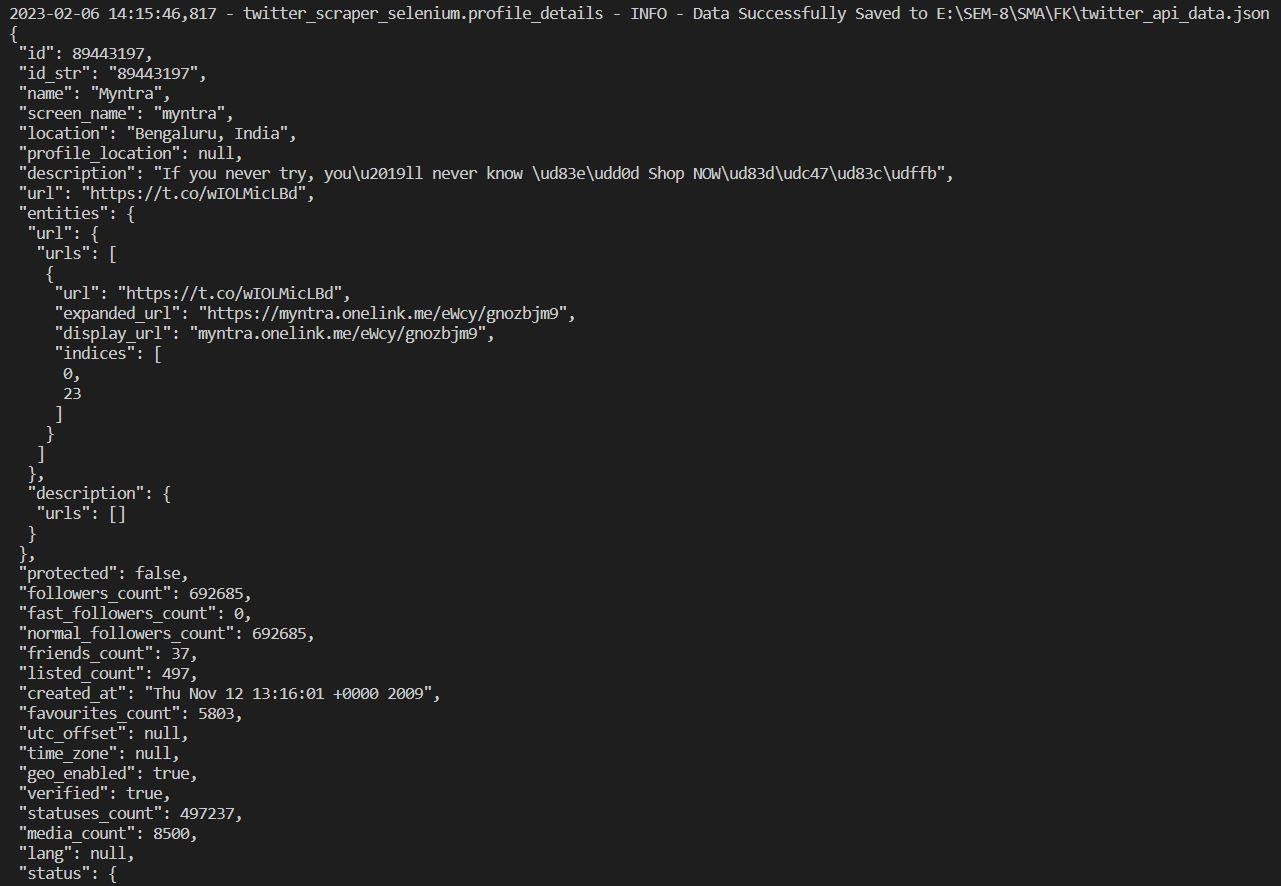 2023-02-06 14:15:46,817 - twitter_scraper_selenium.profile_details - INFO - Data Successfully Saved to E:\SEM-8\SMA\FK\twitter_api_data.json
{
 "id": 89443197,
 "id_str": "89443197",
 "name": "Myntra",
 "screen_name": "myntra",
 "location": "Bengaluru, India",
 "profile_location": null,
 "description": "If you never try, you\u2019ll never know \ud83e\udd0d Shop NOW\ud83d\udc47\ud83c\udffb",
 "url": "https://t.co/wIOLMicLBd",
 "entities": {
  "url": {
   "urls": [
    {
     "url": "https://t.co/wIOLMicLBd",
     "expanded_url": "https://myntra.onelink.me/eWcy/gnozbjm9",
     "display_url": "myntra.onelink.me/eWcy/gnozbjm9",
     "indices": [
      0,
      23
     ]
    }
   ]
  },
  "description": {
   "urls": []
  }
 },
 "protected": false,
 "followers_count": 692685,
 "fast_followers_count": 0,
 "normal_followers_count": 692685,
 "friends_count": 37,
 "listed_count": 497,
 "created_at": "Thu Nov 12 13:16:01 +0000 2009",
 "favourites_count": 5803,
 "utc_offset": null,
 "time_zone": null,
 "geo_enabled": true,
 "verified": true,
 "statuses_count": 497237,
 "media_count": 8500,
 "lang": null,
 "status": {